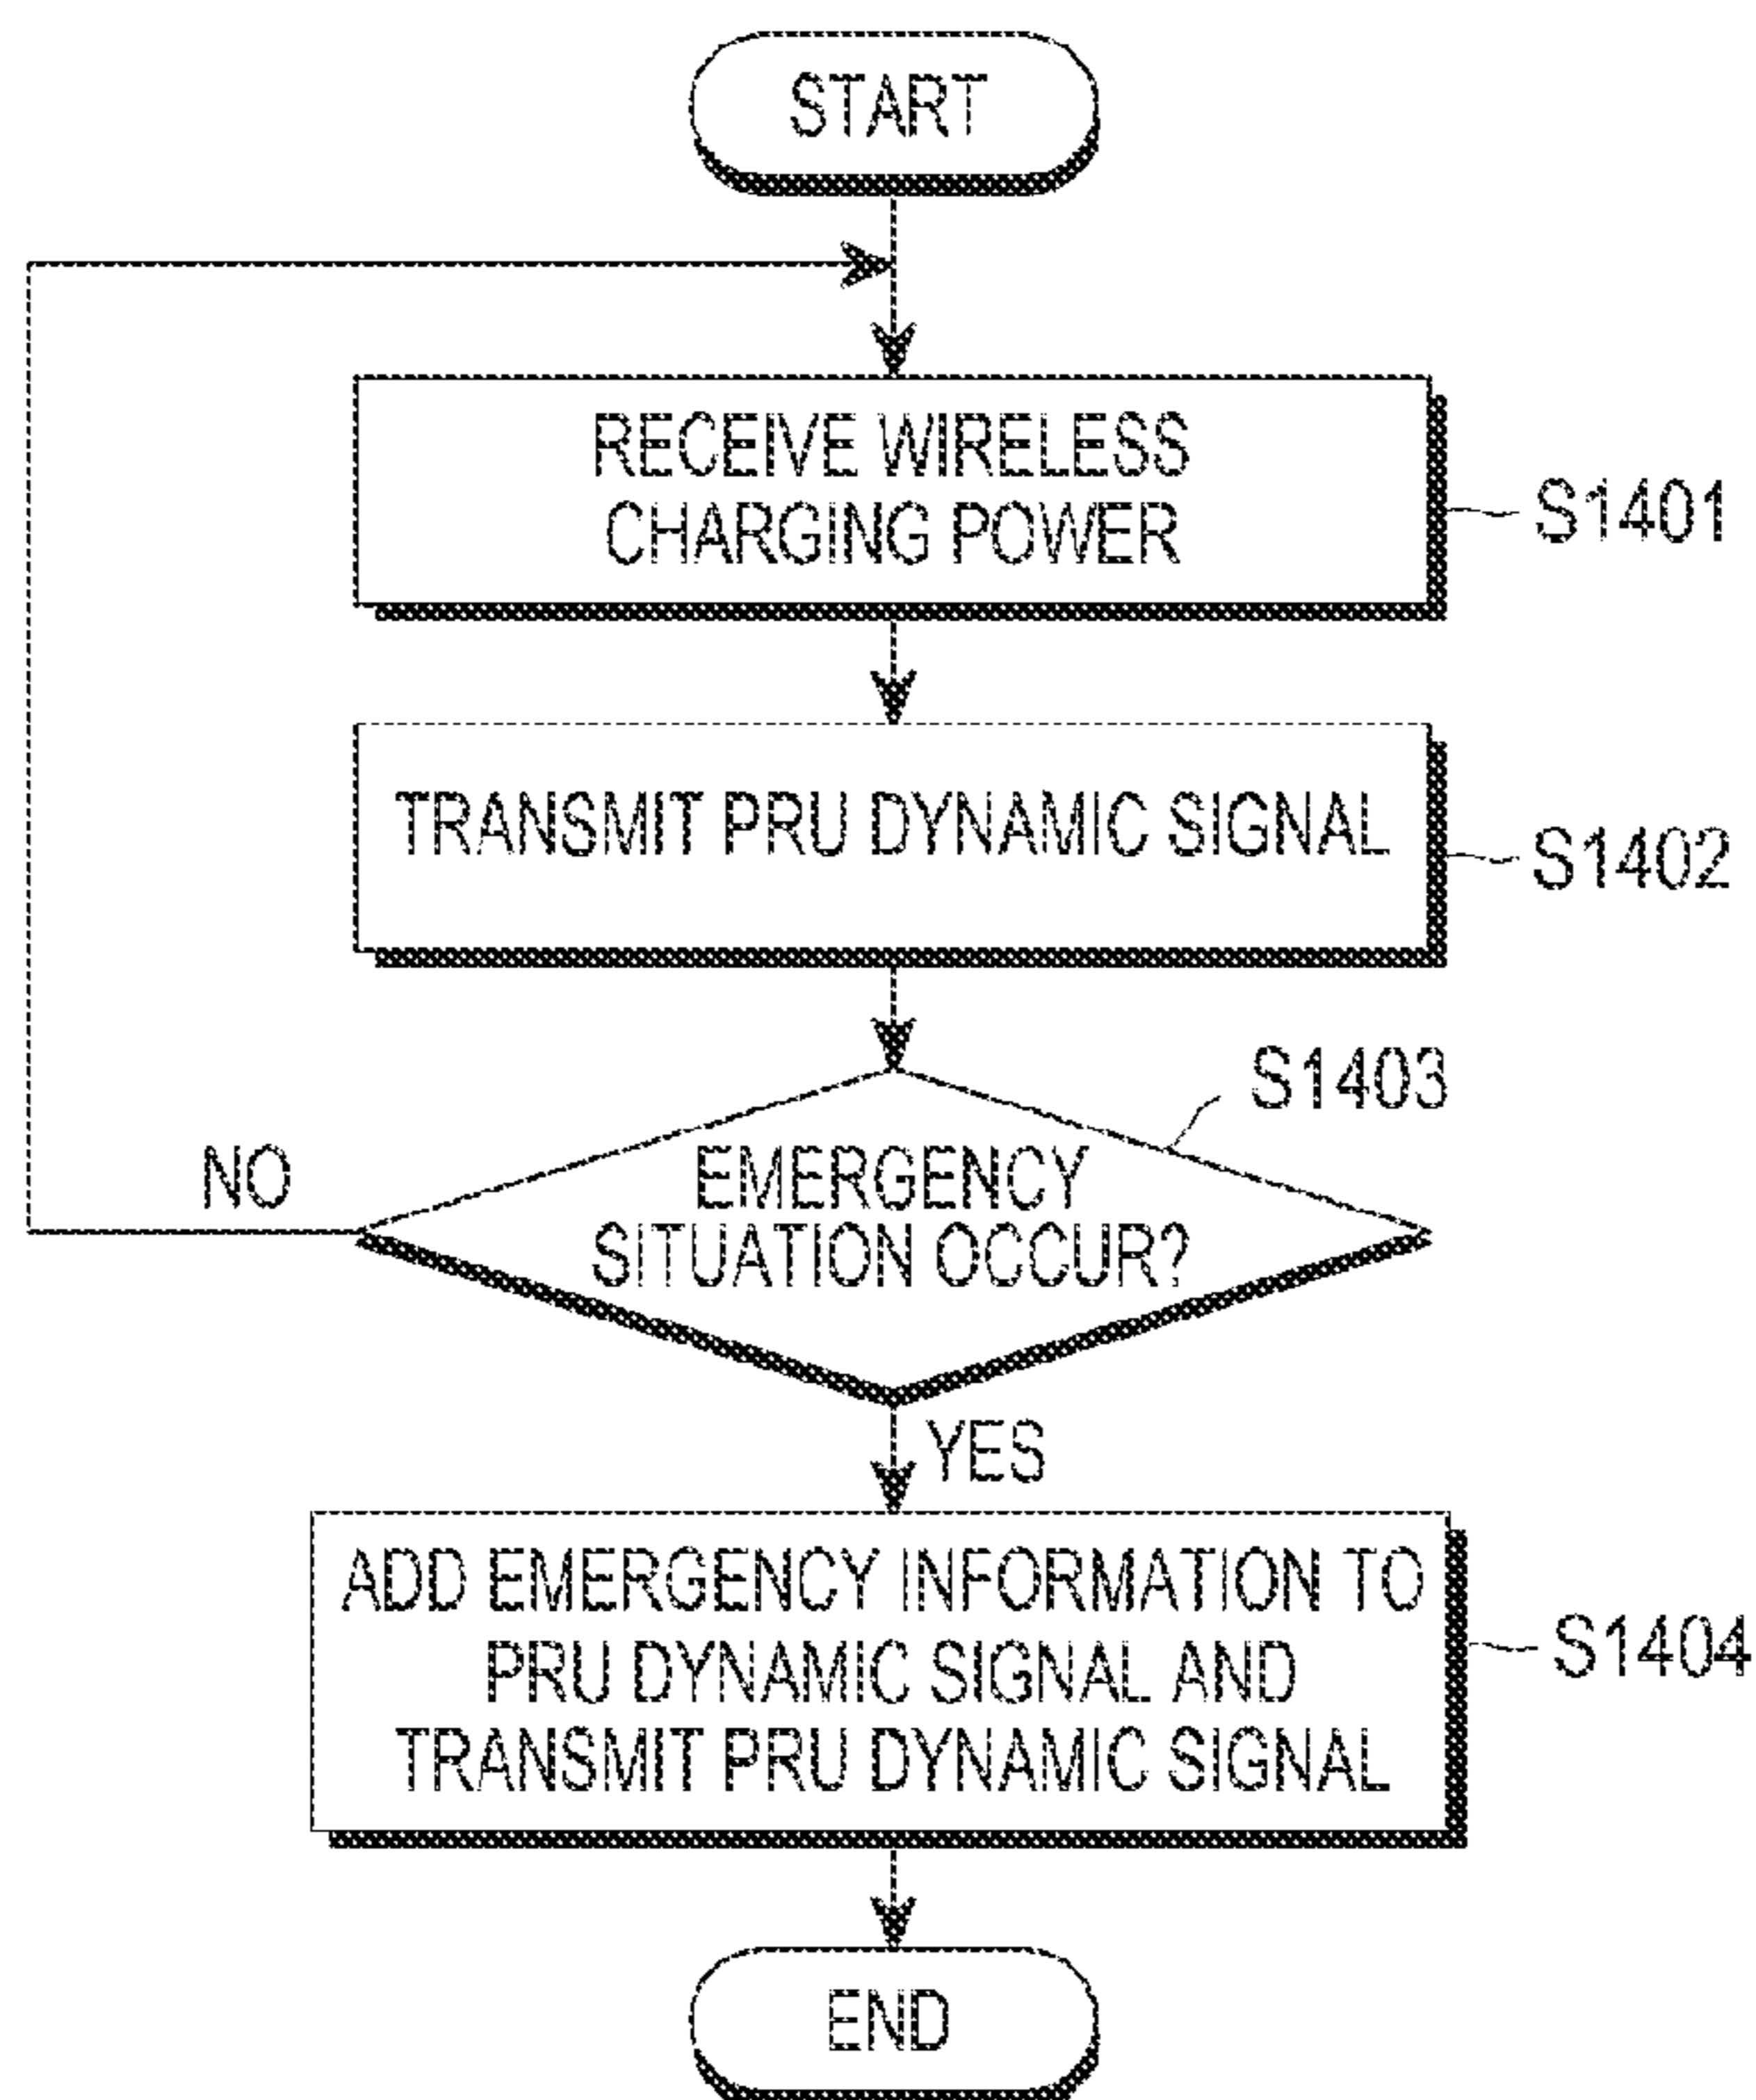 START
RECEIVE WIRELESS
CHARGING POWER
S1401
TRANSMIT PRU DYNAMIC SIGNAL
S1402
S1403
EMERGENCY
SITUATION OCCUR?
NO
YES
ADD EMERGENCY INFORMATION TO
PRU DYNAMIC SIGNAL AND
TRANSMIT PRU DYNAMIC SIGNAL
S1404
END